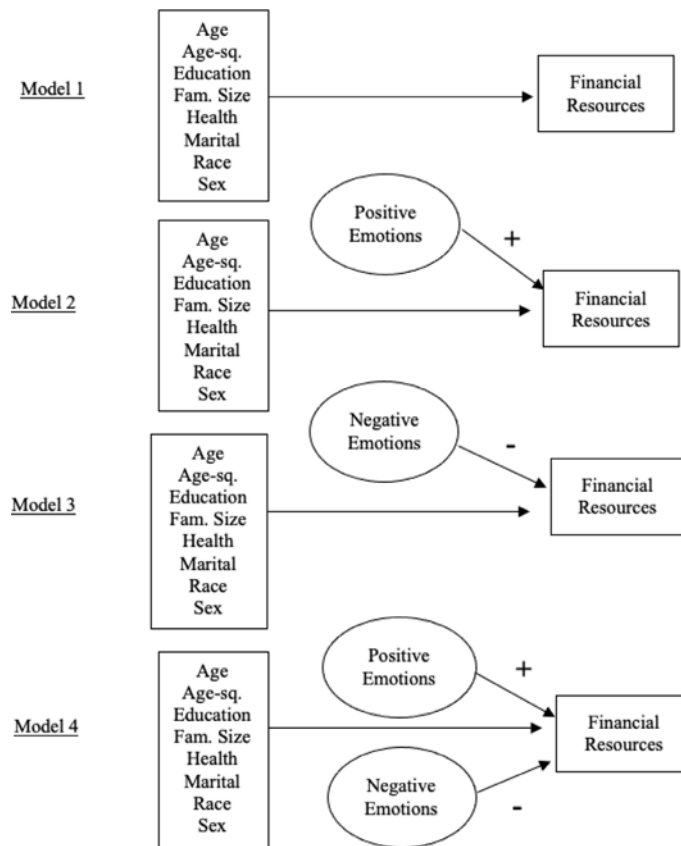 Model 1
Age
Age-sq.
Education
Fam. Size
Health
Marital
Race
Sex
Financial
Resources
Model 2
Age
Age-sq.
Education
Fam. Size
Health
Marital
Race
Sex
Positive
Emotions
+
Financial
Resources
Model 3
Age
Age-sq.
Education
Fam. Size
Health
Marital
Race
Sex
Negative
Emotions
-
Financial
Resources
Model 4
Age
Age-sq.
Education
Fam. Size
Health
Marital
Race
Sex
Positive
Emotions
+
Financial
Resources
Negative
Emotions
-